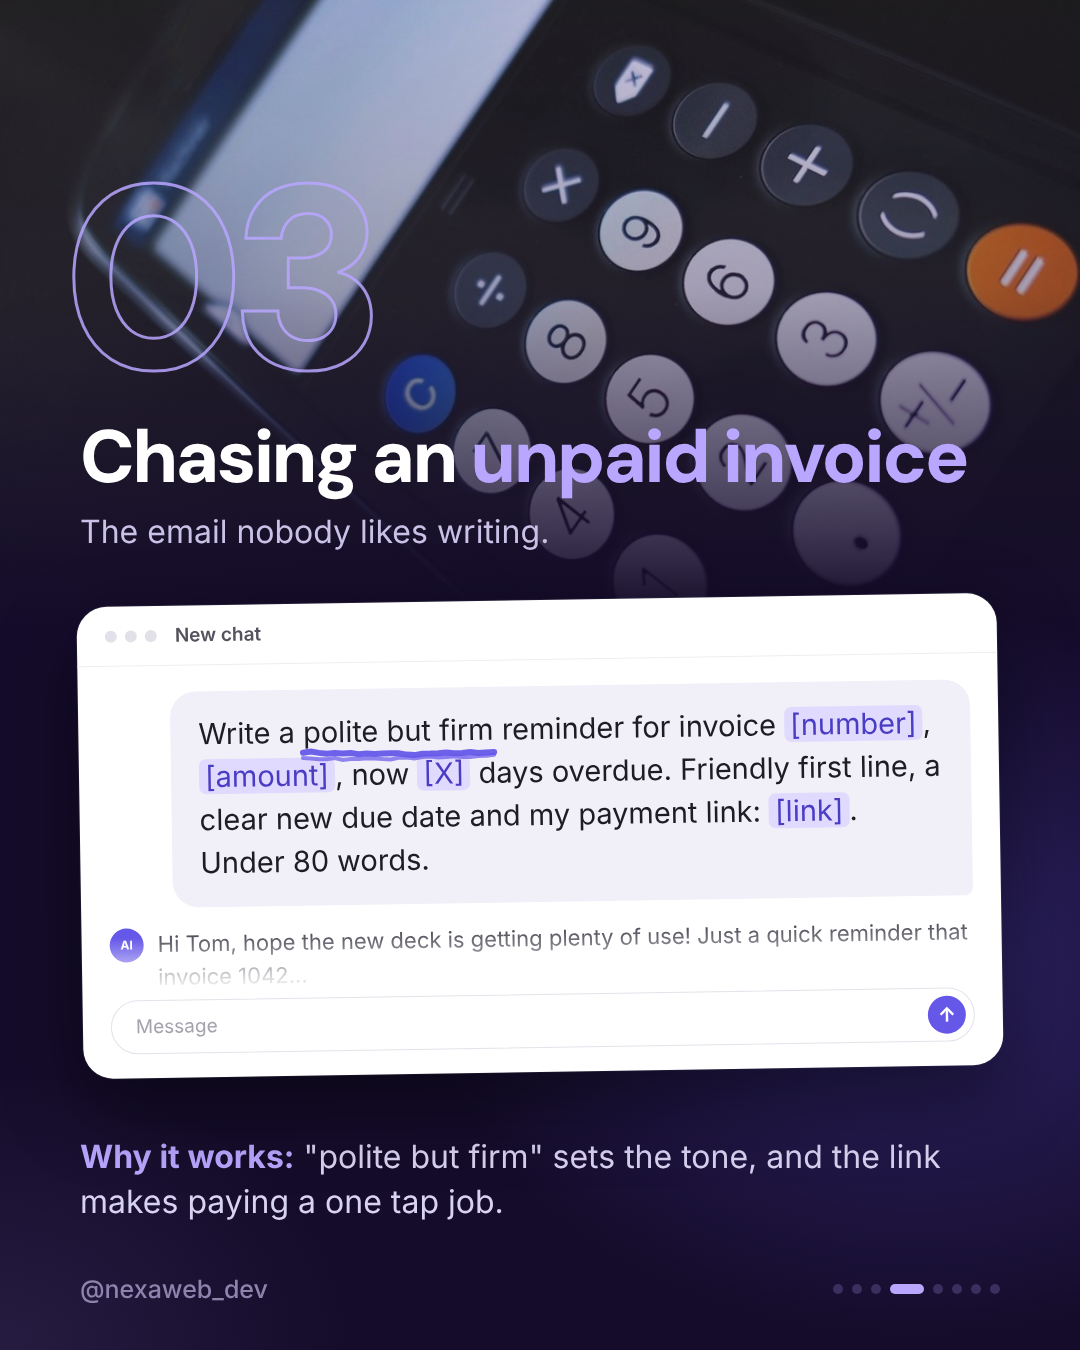 03
Chasing an unpaid invoice
The email nobody likes writing.
New chat
Write a polite but firm reminder for invoice [number],
[amount], now [X] days overdue. Friendly first line, a
clear new due date and my payment link: [link].
Under 80 words.
AI
Hi Tom, hope the new deck is getting plenty of use! Just a quick reminder that
invoice 1042...
Message
Why it works: "polite but firm" sets the tone, and the link
makes paying a one tap job.
@nexaweb_dev